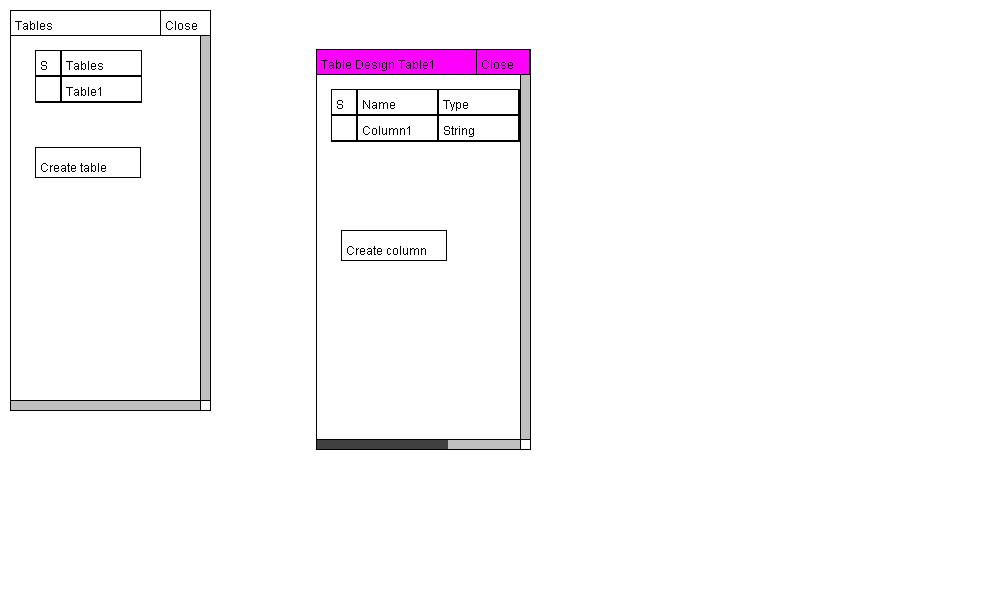 Tables Close
S Tables
Table1
Create table
Table Design Table1 Close
S Name Type
Column1 String
Create column